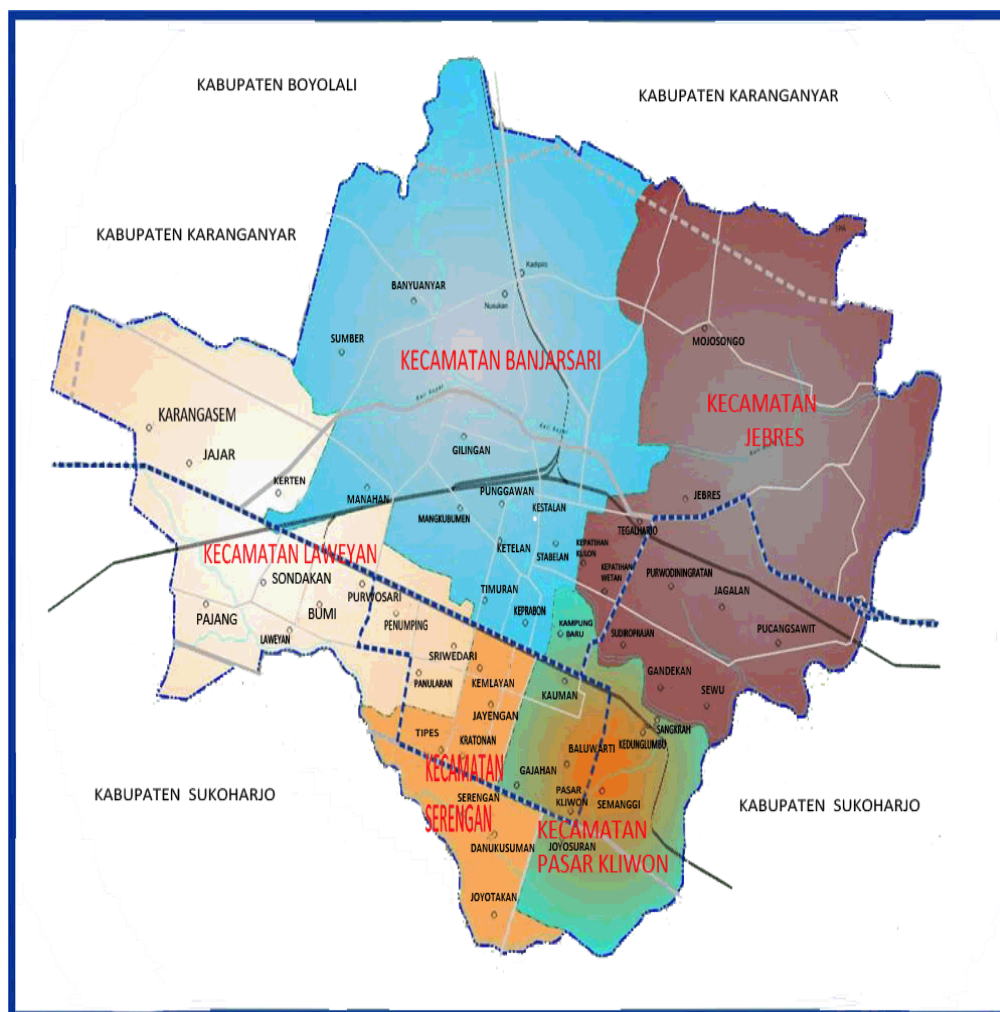 KABUPATEN BOYOLALI
KABUPATEN KARANGANYAR
KABUPATEN KARANGANYAR
TPA
Kadipiro
BANYUANYAR
Nusukan
SUMBER
MOJOSONGO
KECAMATAN BANJARSARI
KECAMATAN
JEBRES
KARANGASEM
GILINGAN
JAJAR
KERTEN
MANAHAN
PUNGGAWAN
JEBRES
MANGKUBUMEN
KESTALAN
TEGALHARJO
KECAMATAN LAWEYAN
KETELAN
STABELAN
KEPATIHAN
KULON
KEPATIHAN
WETAN
PURWODININGRATAN
SONDAKAN
PURWOSARI
TIMURAN
JAGALAN
PAJANG
BUMI
PENUMPING
KEPRABON
KAMPUNG
BARU
LAWEYAN
SUDIROPRAJAN
PUCANGSAWIT
SRIWEDARI
GANDEKAN
PANULARAN
KEMLAYAN
KAUMAN
SEWU
JAYENGAN
SANGKRAH
TIPES
KRATONAN
BALUWARTI
KEDUNGLUMBU
KECAMATAN
SERENGAN
GAJAHAN
SERENGAN
PASAR
KLIWON
SEMANGGI
KABUPATEN SUKOHARJO
KABUPATEN SUKOHARJO
KECAMATAN
PASAR KLIWON
DANUKUSUMAN
JOYOSURAN
JOYOTAKAN